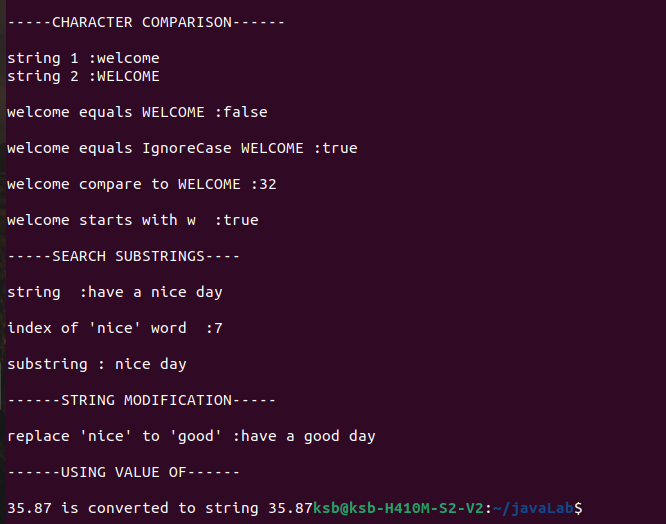 -----CHARACTER COMPARISON------
string 1 :welcome
string 2 :WELCOME
welcome equals WELCOME :false
welcome equals IgnoreCase WELCOME :true
welcome compare to WELCOME :32
welcome starts with w  :true
-----SEARCH SUBSTRINGS----
string  :have a nice day
index of 'nice' word  :7
substring : nice day
------STRING MODIFICATION-----
replace 'nice' to 'good' :have a good day
------USING VALUE OF------
35.87 is converted to string 35.87ksb@ksb-H410M-S2-V2:~/javaLab$